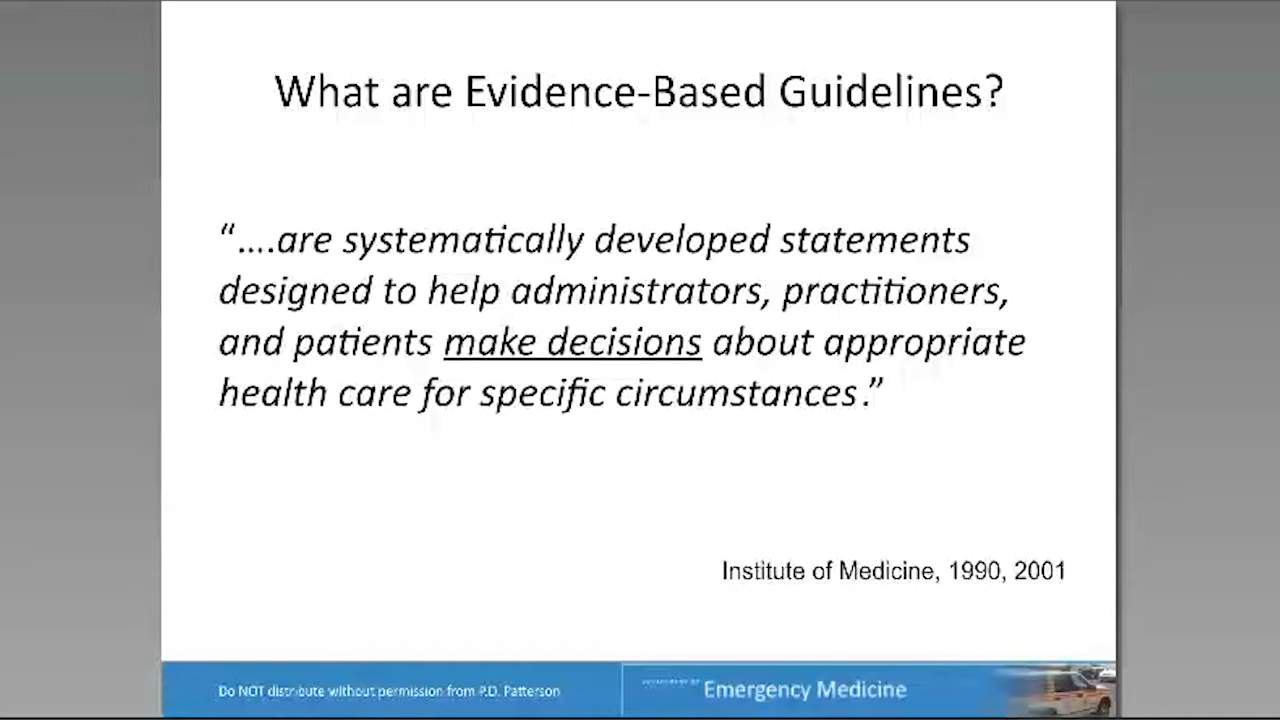 What are Evidence-Based Guidelines?
“….are systematically developed statements
designed to help administrators, practitioners,
and patients make decisions about appropriate
health care for specific circumstances.”
Institute of Medicine, 1990, 2001
Do NOT distribute without permission from P.D. Patterson
DEPARTMENT OF
Emergency Medicine